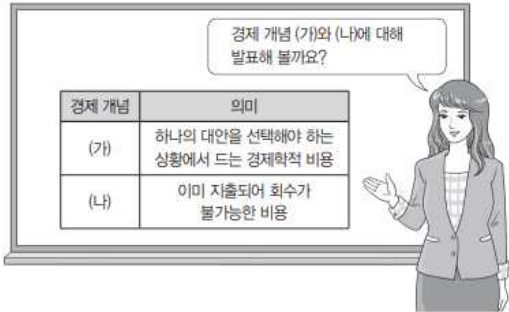 경제 개념 (가)와 (나)에 대해
발표해 볼까요?
경제 개념
의미
(가)
하나의 대안을 선택해야 하는
상황에서 드는 경제학적 비용
(나)
이미 지출되어 회수가
불가능한 비용